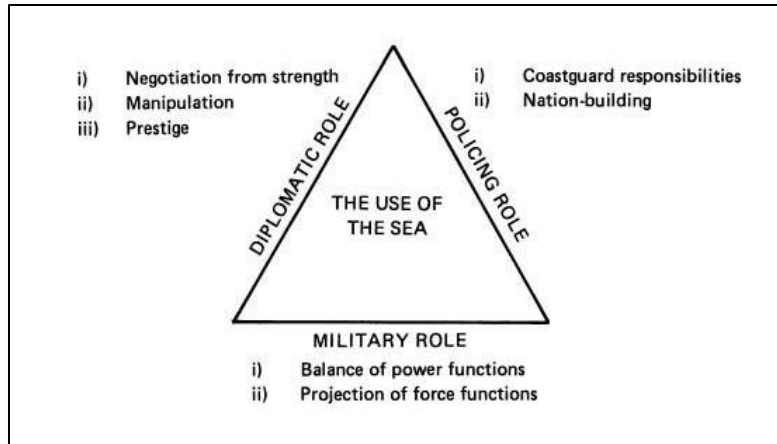 i) Negotiation from strength
ii) Manipulation
iii) Prestige
i) Coastguard responsibilities
ii) Nation-building
DIPLOMATIC ROLE
POLICING ROLE
THE USE OF
THE SEA
MILITARY ROLE
i) Balance of power functions
ii) Projection of force functions